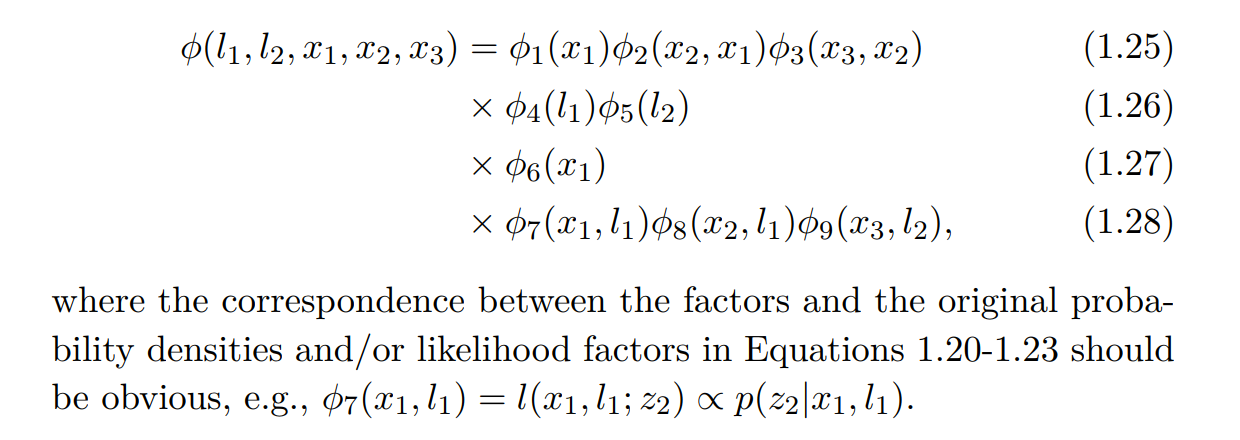 ϕ(l₁, l₂, x₁, x₂, x₃) = ϕ₁(x₁)ϕ₂(x₂, x₁)ϕ₃(x₃, x₂) (1.25)
× ϕ₄(l₁)ϕ₅(l₂) (1.26)
× ϕ₆(x₁) (1.27)
× ϕ₇(x₁, l₁)ϕ₈(x₂, l₁)ϕ₉(x₃, l₂), (1.28)
where the correspondence between the factors and the original proba-
bility densities and/or likelihood factors in Equations 1.20-1.23 should
be obvious, e.g., ϕ₇(x₁, l₁) = l(x₁, l₁; z₂) ∝ p(z₂|x₁, l₁).